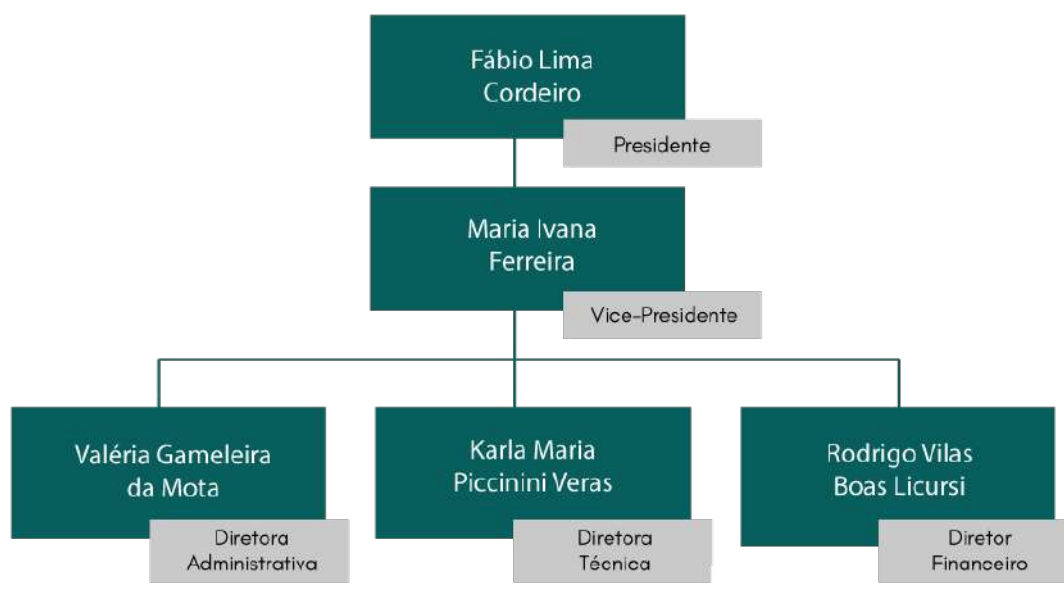 Fábio Lima
Cordeiro
Presidente
Maria Ivana
Ferreira
Vice-Presidente
Valéria Gameleira
da Mota
Diretora
Administrativa
Karla Maria
Piccinini Veras
Diretora
Técnica
Rodrigo Vilas
Boas Licursi
Diretor
Financeiro